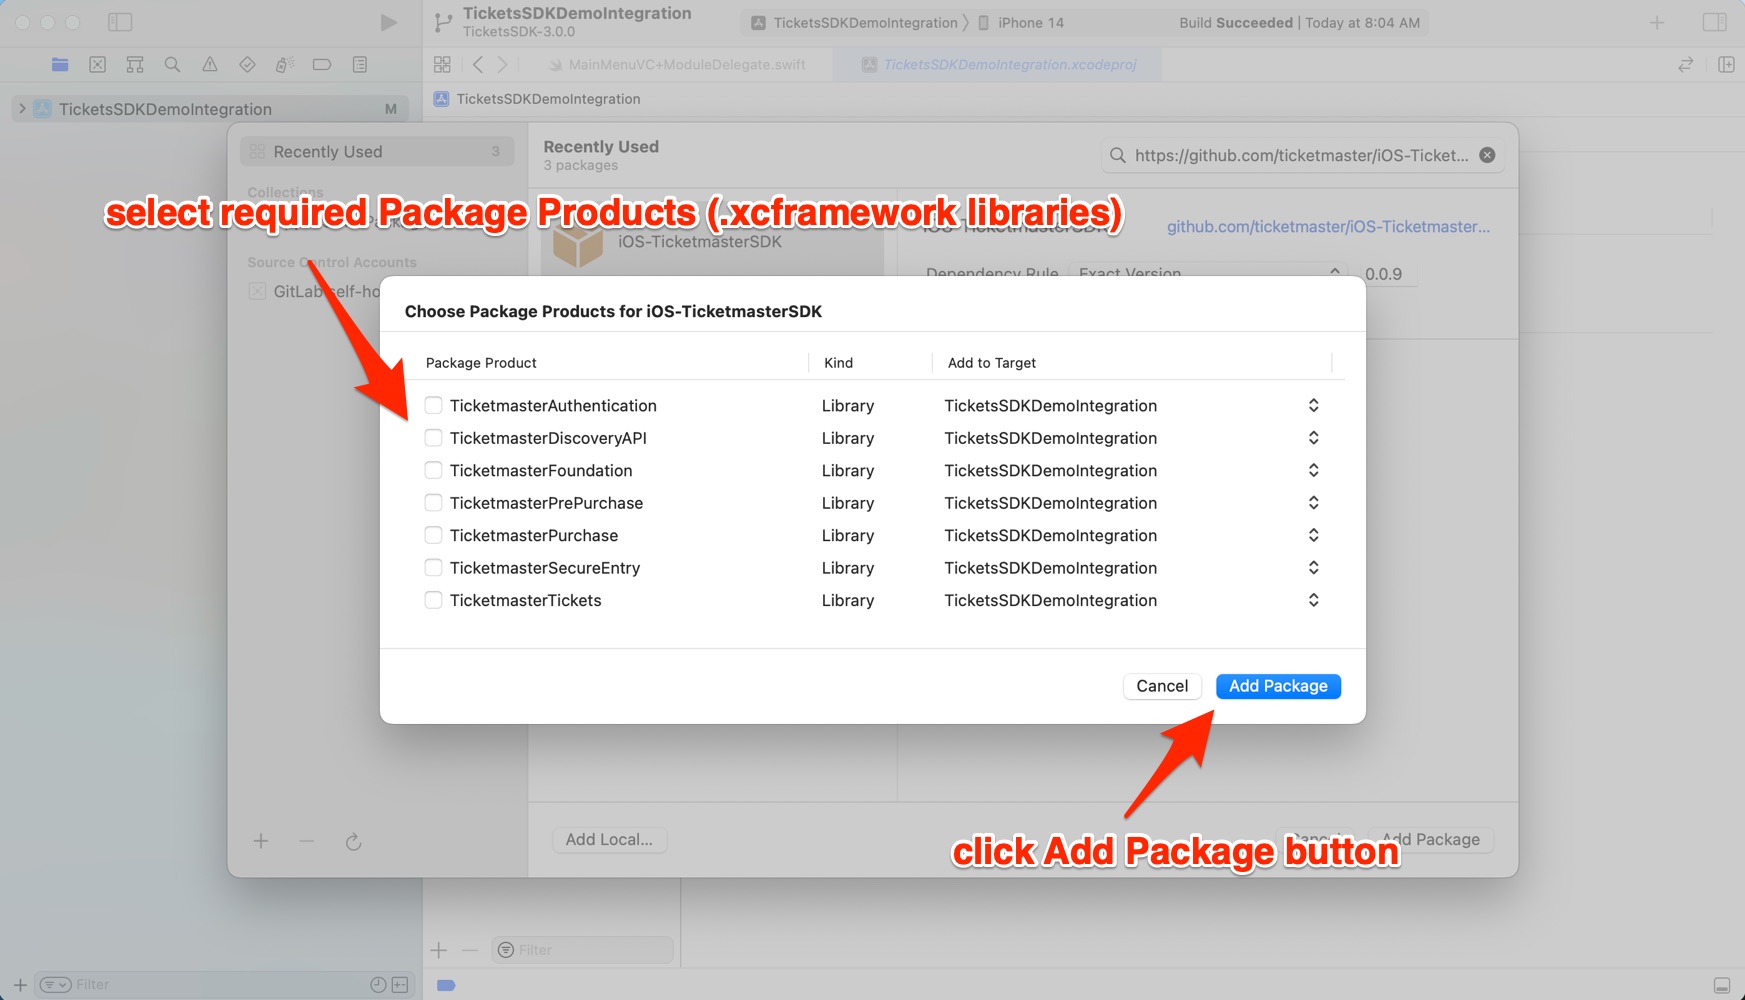 TicketsSDKDemoIntegration
TicketsSDK-3.0.0
TicketsSDKDemoIntegration
iPhone 14
Build Succeeded | Today at 8:04 AM
MainMenuVC+ModuleDelegate.swift
TicketsSDKDemoIntegration.xcodeproj
TicketsSDKDemoIntegration M
TicketsSDKDemoIntegration
Recently Used 3
Recently Used
3 packages
https://github.com/ticketmaster/iOS-Ticket...
Collections
select required Package Products (.xcframework libraries)
iOS-TicketmasterSDK
github.com/ticketmaster/iOS-Ticketmaster...
Source Control Accounts
GitLab self-ho
Dependency Rule Exact Version 0.0.9
Choose Package Products for iOS-TicketmasterSDK
Package Product Kind Add to Target
TicketmasterAuthentication Library TicketsSDKDemoIntegration
TicketmasterDiscoveryAPI Library TicketsSDKDemoIntegration
TicketmasterFoundation Library TicketsSDKDemoIntegration
TicketmasterPrePurchase Library TicketsSDKDemoIntegration
TicketmasterPurchase Library TicketsSDKDemoIntegration
TicketmasterSecureEntry Library TicketsSDKDemoIntegration
TicketmasterTickets Library TicketsSDKDemoIntegration
Cancel Add Package
Add Local...
Cancel Add Package
click Add Package button
Filter
Filter